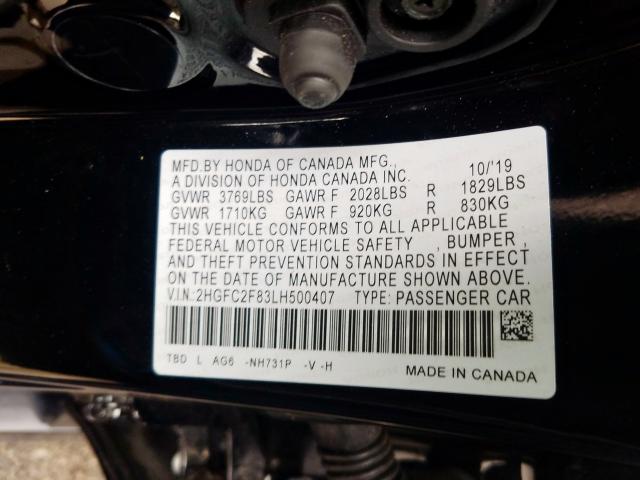 MFD.BY HONDA OF CANADA MFG., 10/'19
A DIVISION OF HONDA CANADA INC.
GVWR 3769LBS GAWR F 2028LBS R 1829LBS
GVWR 1710KG GAWR F 920KG R 830KG
THIS VEHICLE CONFORMS TO ALL APPLICABLE
FEDERAL MOTOR VEHICLE SAFETY , BUMPER ,
AND THEFT PREVENTION STANDARDS IN EFFECT
ON THE DATE OF MANUFACTURE SHOWN ABOVE.
V.I.N.: 2HGFC2F83LH500407 TYPE: PASSENGER CAR
TBD L AG6 -NH731P -V -H
MADE IN CANADA